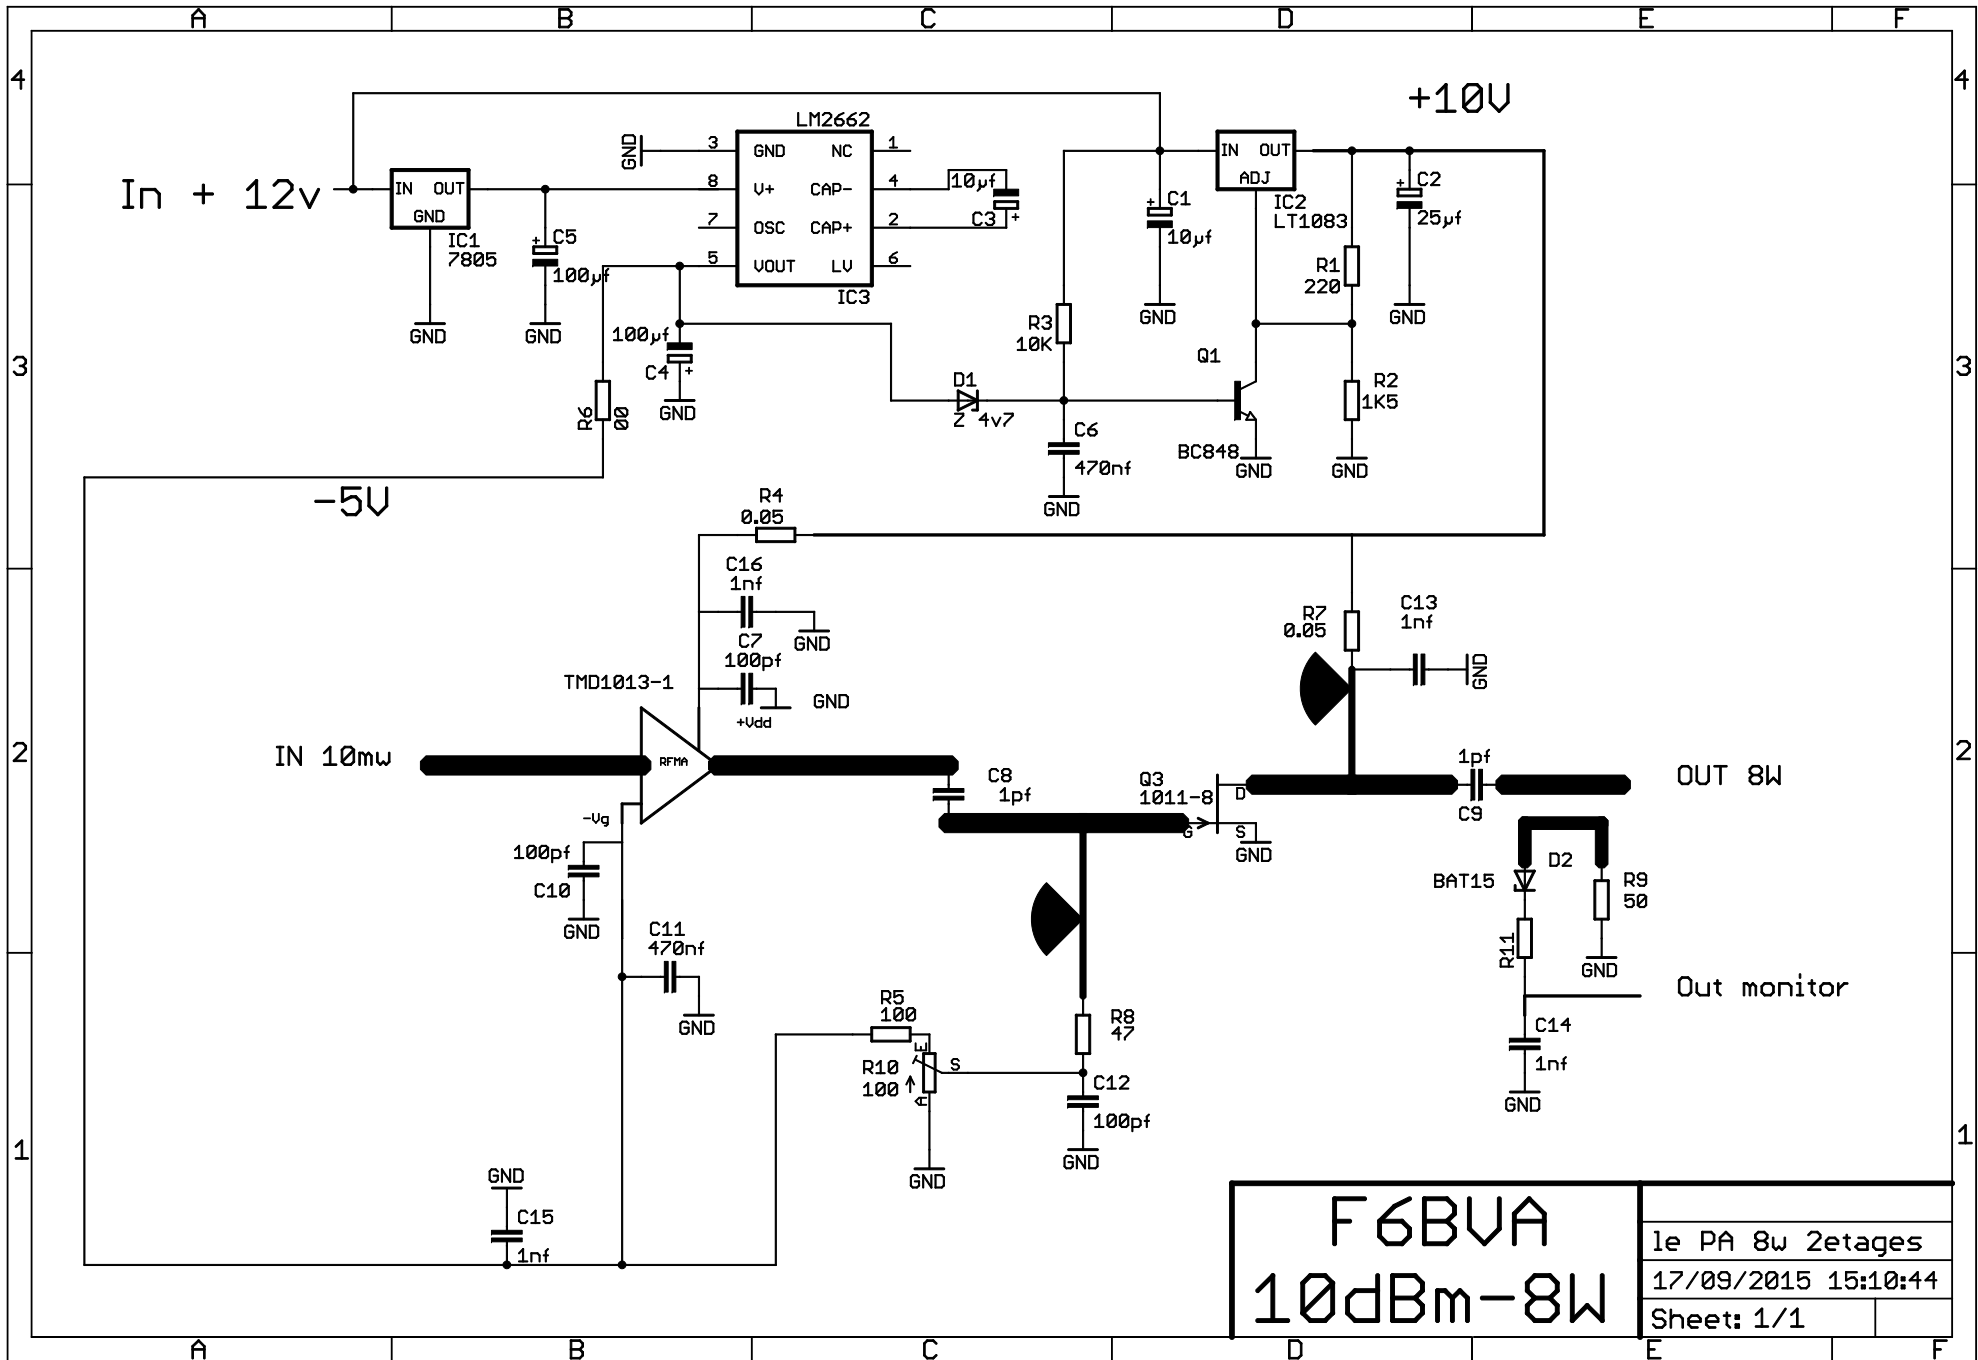 A B C D E F
4 4
+10V
LM2662
3 GND NC 1
GND
8 V+ CAP- 4
7 OSC CAP+ 2
5 VOUT LV 6
IC3
10µf
C3
+
In + 12v
IN OUT
GND
IC1
7805
GND
+
C5
100µf
GND
IN OUT
ADJ
IC2
LT1083
+
C1
10µf
GND
+
C2
25µf
GND
R1
220
3 3
R3
10K
100µf
C4
+
GND
R6
00
D1
Z 4v7
C6
470nf
GND
Q1
BC848
GND
R2
1K5
GND
-5V
R4
0.05
C16
1nf
GND
C7
100pf
GND
+Vdd
TMD1013-1
R7
0.05
C13
1nf
GND
2 2
IN 10mw
RFMA
-Vg
C8
1pf
Q3
1011-8
D
G
S
GND
1pf
C9
OUT 8W
100pf
C10
GND
C11
470nf
GND
D2
BAT15
R9
50
GND
R11
Out monitor
C14
1nf
GND
R5
100
R10
100
E
S
A
GND
R8
47
C12
100pf
GND
1 1
GND
C15
1nf
F6BVA
10dBm-8W
le PA 8w 2etages
17/09/2015 15:10:44
Sheet: 1/1
A B C D E F